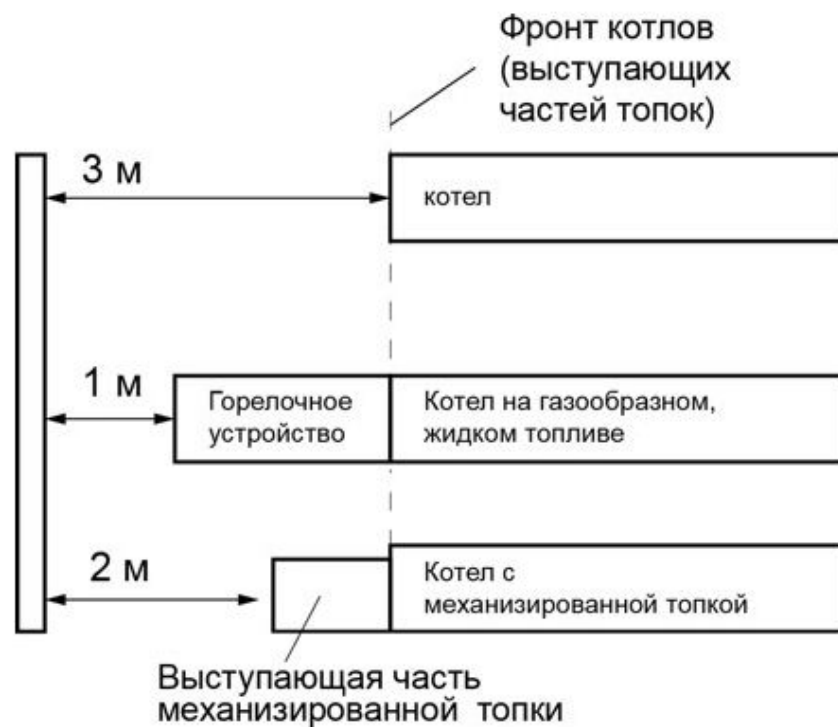 Фронт котлов
(выступающих
частей топок)
3 м
котел
1 м
Горелочное
устройство
Котел на газообразном,
жидком топливе
2 м
Котел с
механизированной топкой
Выступающая часть
механизированной топки